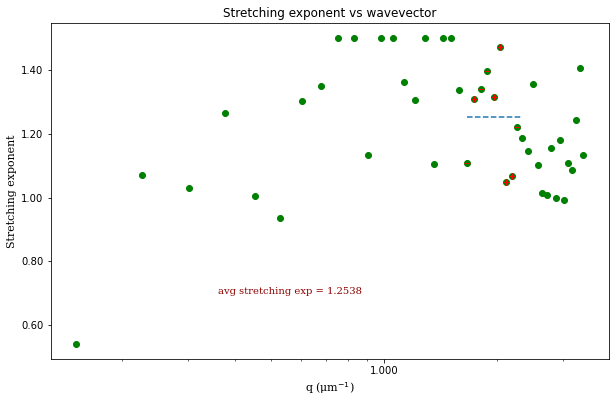 Stretching exponent vs wavevector
1.40
1.20
1.00
0.80
0.60
Stretching exponent
avg stretching exp = 1.2538
1.000
q (μm⁻¹)